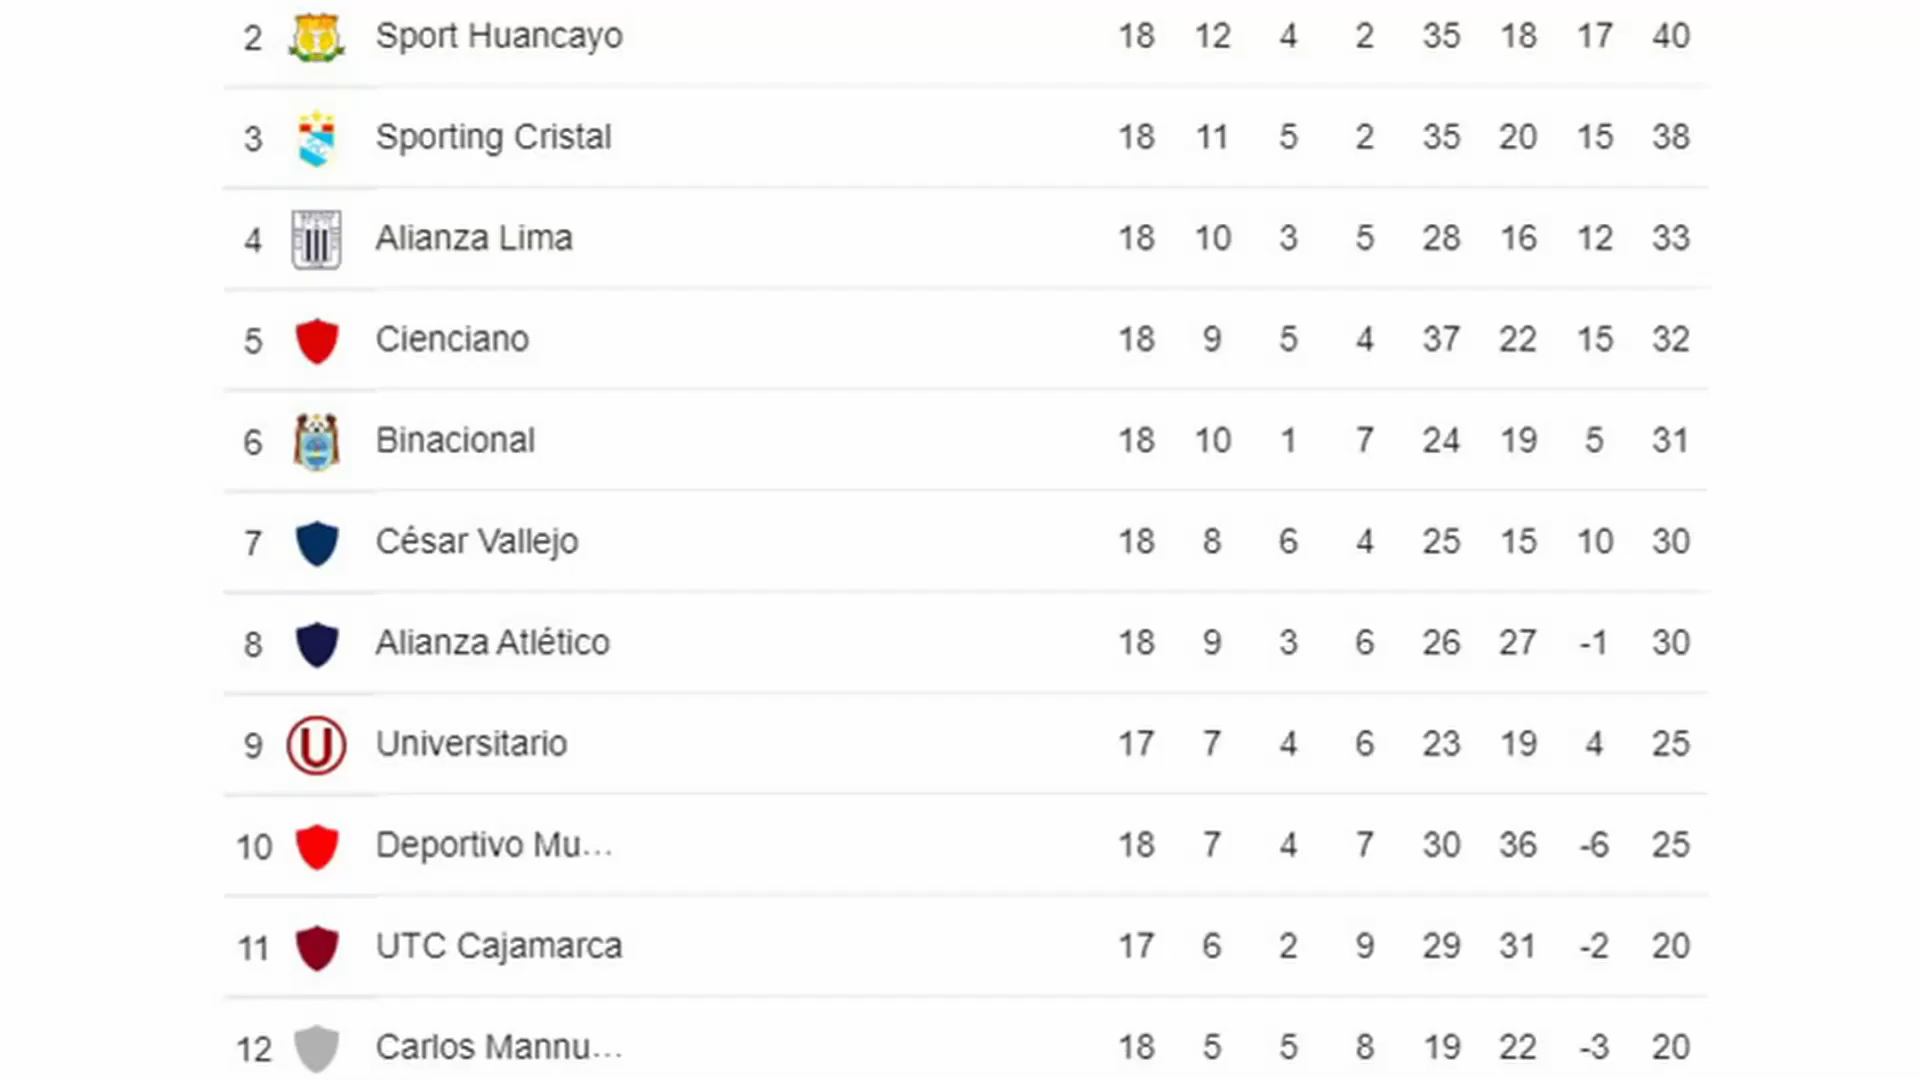 2 Sport Huancayo 18 12 4 2 35 18 17 40
3 Sporting Cristal 18 11 5 2 35 20 15 38
4 Alianza Lima 18 10 3 5 28 16 12 33
5 Cienciano 18 9 5 4 37 22 15 32
6 Binacional 18 10 1 7 24 19 5 31
7 César Vallejo 18 8 6 4 25 15 10 30
8 Alianza Atlético 18 9 3 6 26 27 -1 30
9 U Universitario 17 7 4 6 23 19 4 25
10 Deportivo Mu... 18 7 4 7 30 36 -6 25
11 UTC Cajamarca 17 6 2 9 29 31 -2 20
12 Carlos Mannu... 18 5 5 8 19 22 -3 20